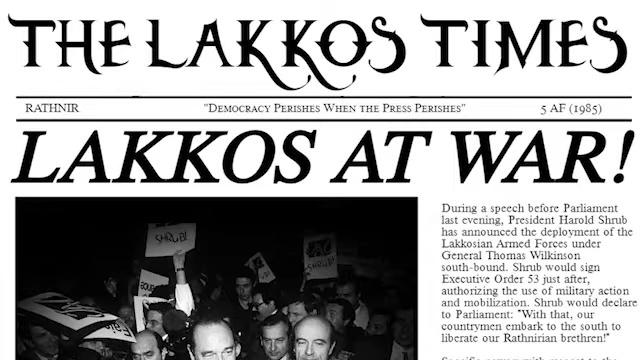 THE LAKKOS TIMES
RATHNIR
"DEMOCRACY PERISHES WHEN THE PRESS PERISHES"
5 AF (1985)
LAKKOS AT WAR!
SHRUB!
SHRUB!
During a speech before Parliament
last evening, President Harold Shrub
has announced the deployment of the
Lakkosian Armed Forces under
General Thomas Wilkinson
south-bound. Shrub would sign
Executive Order 53 just after,
authorizing the use of military action
and mobilization. Shrub would declare
to Parliament: "With that, our
countrymen embark to the south to
liberate our Rathnirian brethren!"